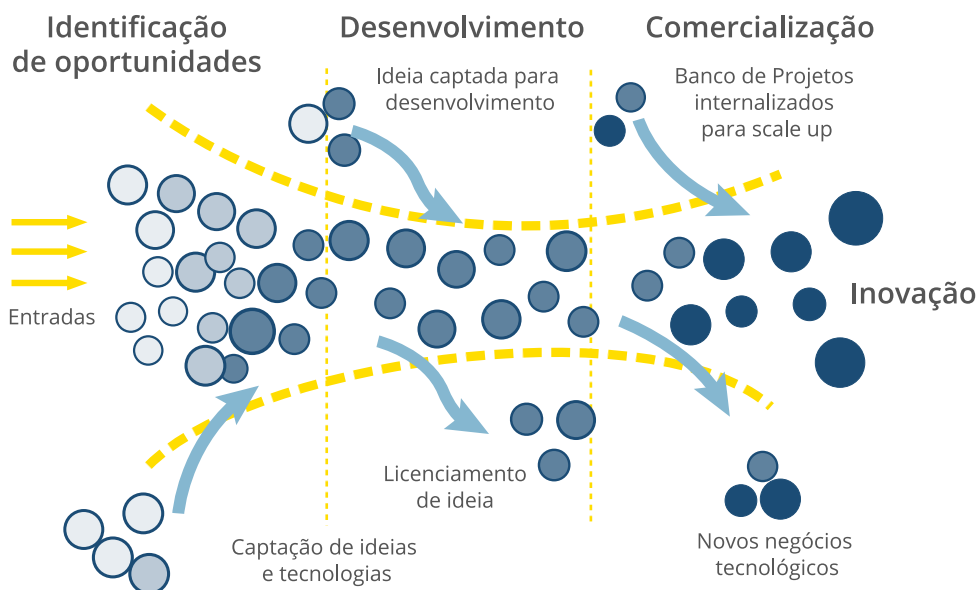 Identificação
de oportunidades
Desenvolvimento
Comercialização
Ideia captada para
desenvolvimento
Banco de Projetos
internalizados
para scale up
Entradas
Inovação
Licenciamento
de ideia
Captação de ideias
e tecnologias
Novos negócios
tecnológicos